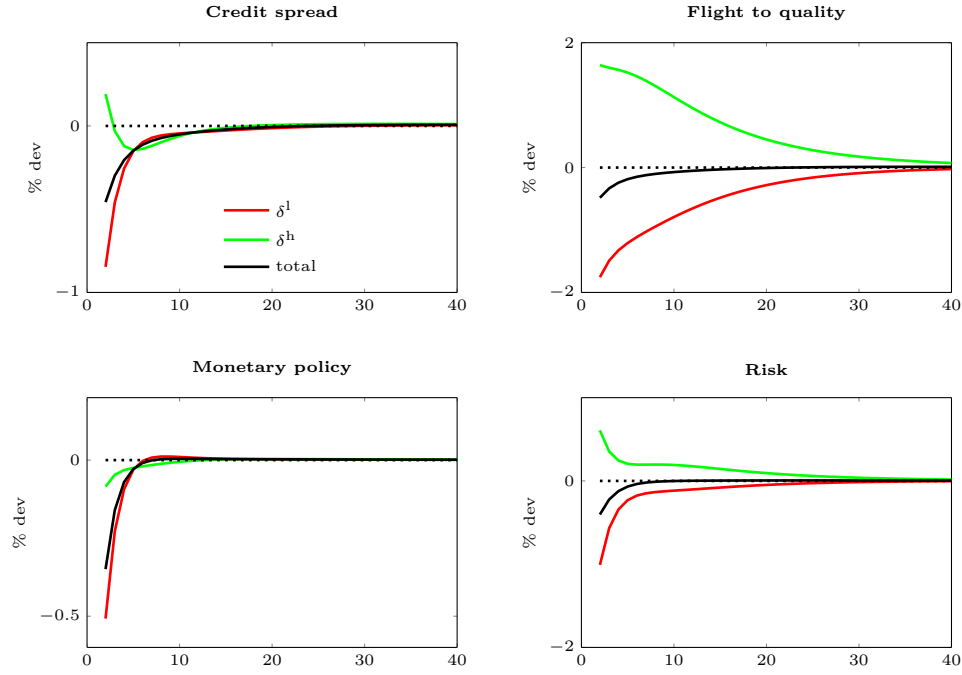 Credit spread
% dev
0
−1
0
10
20
30
40
δˡ
δʰ
total
Flight to quality
% dev
2
0
−2
0
10
20
30
40
Monetary policy
% dev
0
−0.5
0
10
20
30
40
Risk
% dev
0
−2
0
10
20
30
40